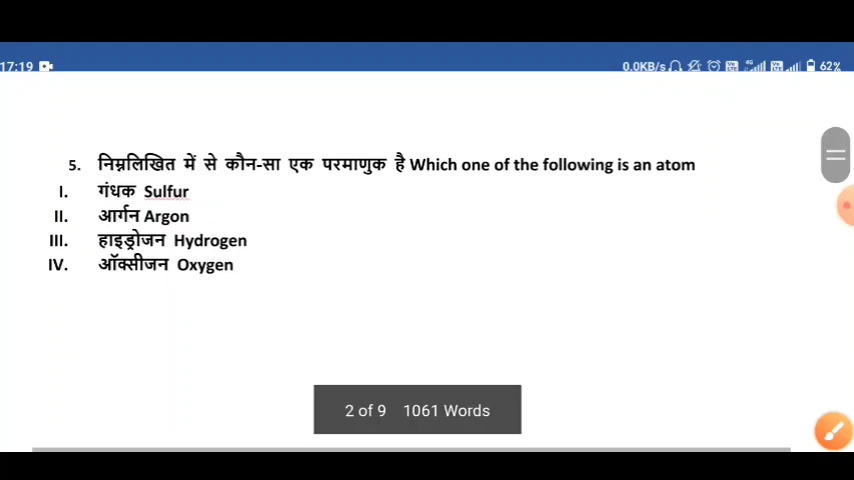 17:19 0.0KB/s 4G 62%
5. निम्नलिखित में से कौन-सा एक परमाणुक है Which one of the following is an atom
I. गंधक Sulfur
II. आर्गन Argon
III. हाइड्रोजन Hydrogen
IV. ऑक्सीजन Oxygen
2 of 9 1061 Words